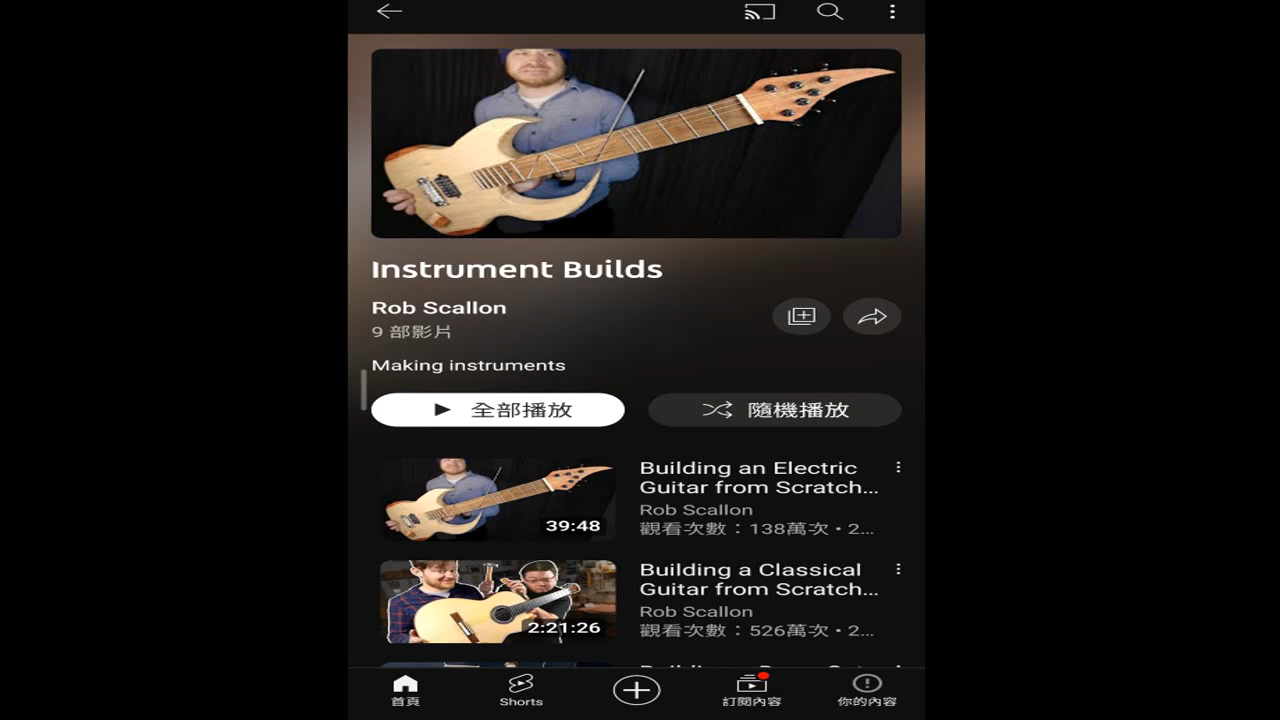 Instrument Builds
Rob Scallon
9 部影片
Making instruments
全部播放
隨機播放
Building an Electric
Guitar from Scratch...
Rob Scallon
觀看次數：138萬次 • 2...
39:48
Building a Classical
Guitar from Scratch...
Rob Scallon
觀看次數：526萬次 • 2...
2:21:26
首頁
Shorts
訂閱內容
你的內容